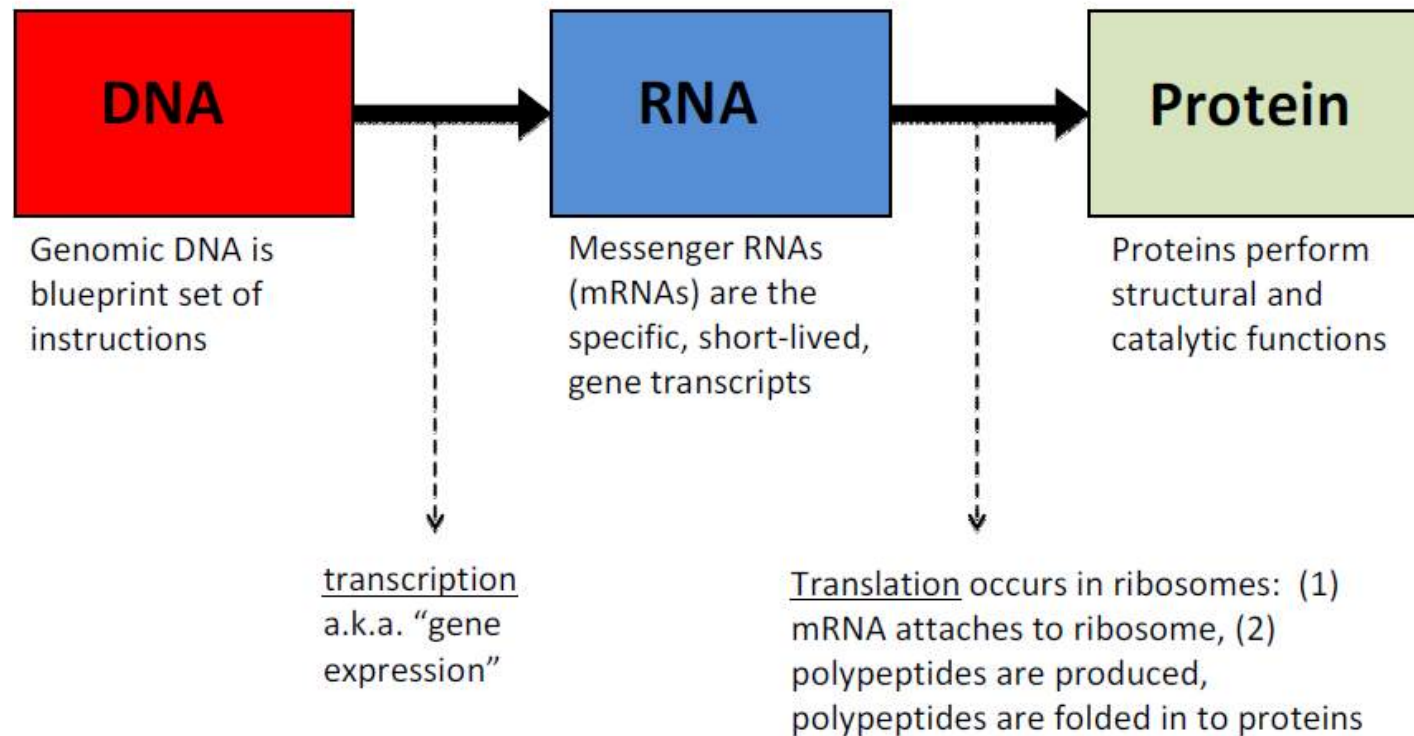 DNA
RNA
Protein
Genomic DNA is
blueprint set of
instructions
Messenger RNAs
(mRNAs) are the
specific, short-lived,
gene transcripts
Proteins perform
structural and
catalytic functions
transcription
a.k.a. “gene
expression”
Translation occurs in ribosomes:  (1)
mRNA attaches to ribosome, (2)
polypeptides are produced,
polypeptides are folded in to proteins